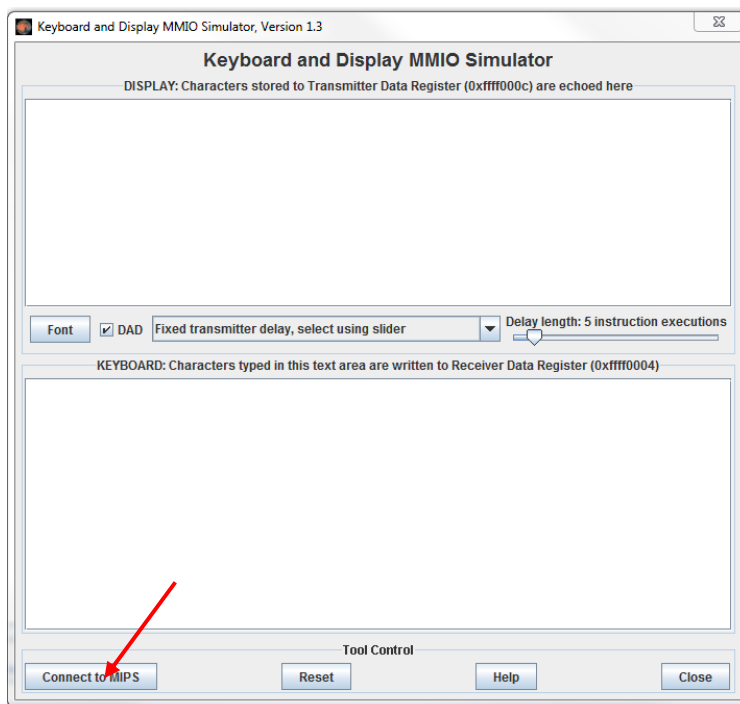 Keyboard and Display MMIO Simulator, Version 1.3
Keyboard and Display MMIO Simulator
DISPLAY: Characters stored to Transmitter Data Register (0xffff000c) are echoed here
Font
DAD
Fixed transmitter delay, select using slider
Delay length: 5 instruction executions
KEYBOARD: Characters typed in this text area are written to Receiver Data Register (0xffff0004)
Tool Control
Connect to MIPS
Reset
Help
Close